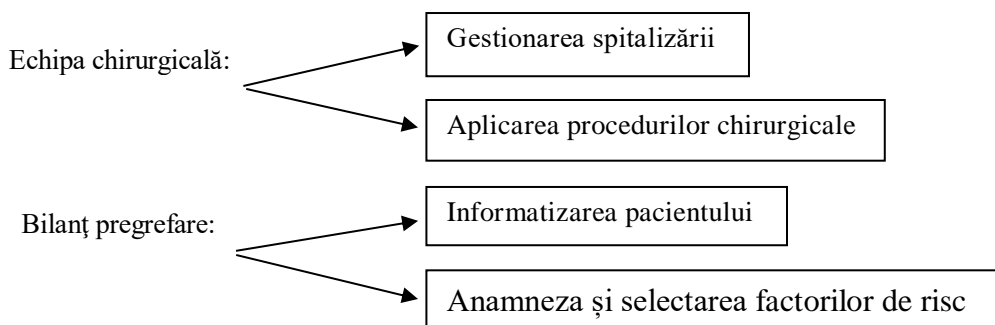 Gestionarea spitalizării
Echipa chirurgicală:
Aplicarea procedurilor chirurgicale
Informatizarea pacientului
Bilanţ pregrefare:
Anamneza și selectarea factorilor de risc